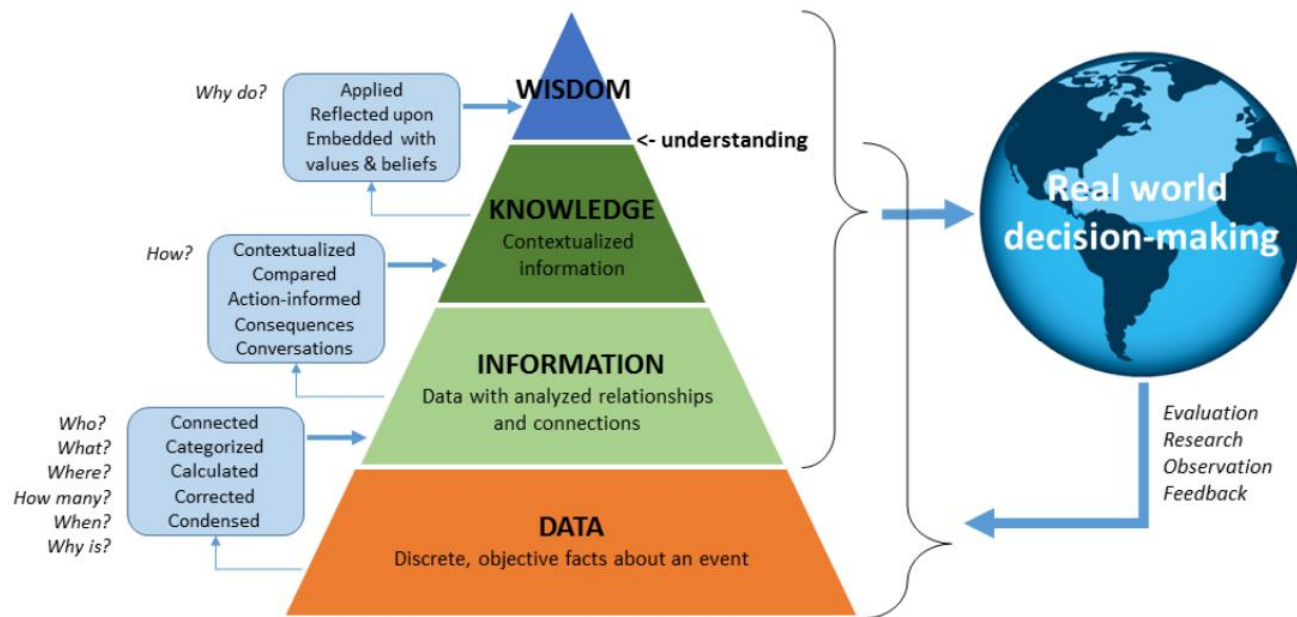 Why do?
Applied
Reflected upon
Embedded with
values & beliefs
WISDOM
<- understanding
How?
Contextualized
Compared
Action-informed
Consequences
Conversations
KNOWLEDGE
Contextualized
information
Who?
What?
Where?
How many?
When?
Why is?
Connected
Categorized
Calculated
Corrected
Condensed
INFORMATION
Data with analyzed relationships
and connections
DATA
Discrete, objective facts about an event
Real world
decision-making
Evaluation
Research
Observation
Feedback